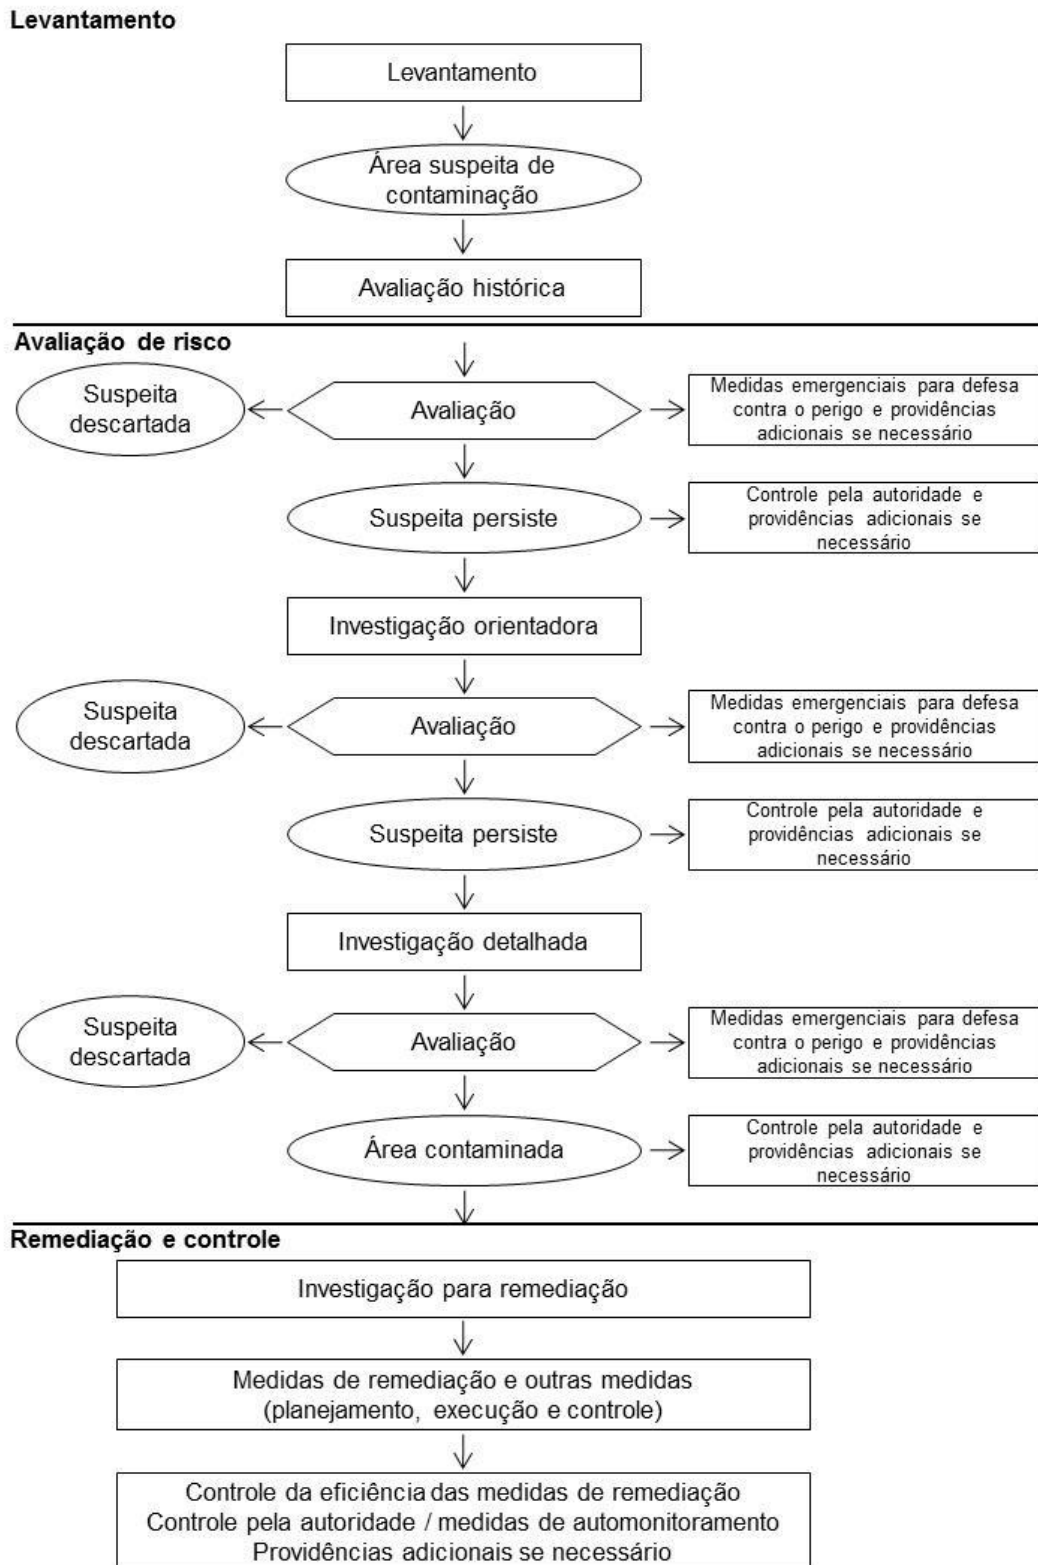 Levantamento
Levantamento
Área suspeita de
contaminação
Avaliação histórica
Avaliação de risco
Suspeita
descartada
Avaliação
Medidas emergenciais para defesa
contra o perigo e providências
adicionais se necessário
Suspeita persiste
Controle pela autoridade e
providências adicionais se
necessário
Investigação orientadora
Suspeita
descartada
Avaliação
Medidas emergenciais para defesa
contra o perigo e providências
adicionais se necessário
Suspeita persiste
Controle pela autoridade e
providências adicionais se
necessário
Investigação detalhada
Suspeita
descartada
Avaliação
Medidas emergenciais para defesa
contra o perigo e providências
adicionais se necessário
Área contaminada
Controle pela autoridade e
providências adicionais se
necessário
Remediação e controle
Investigação para remediação
Medidas de remediação e outras medidas
(planejamento, execução e controle)
Controle da eficiência das medidas de remediação
Controle pela autoridade / medidas de automonitoramento
Providências adicionais se necessário